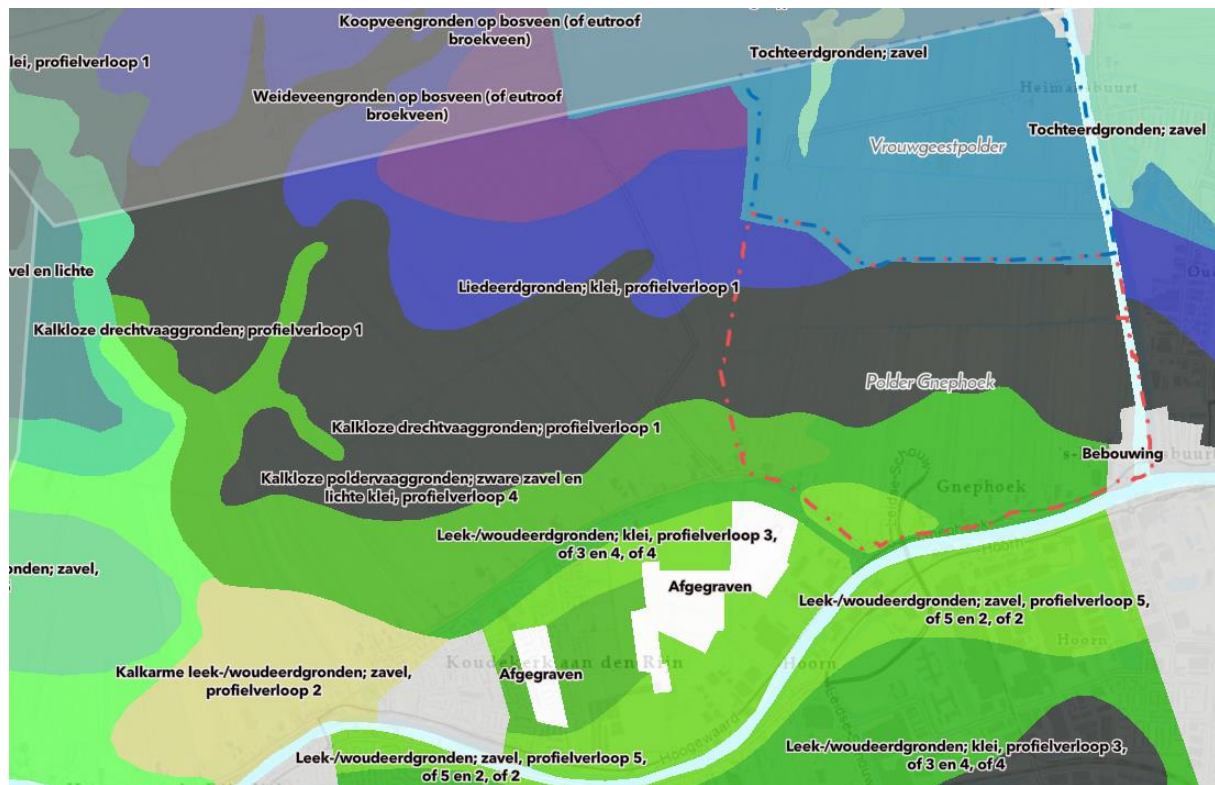 Koopveengronden op bosveen (of eutroof
broekveen)
Tochteerdgronden; zavel
lei, profielverloop 1
Weideveengronden op bosveen (of eutroof
broekveen)
Heimansbuurt
Tochteerdgronden; zavel
Vrouwgeestpolder
vel en lichte
Liedeerdgronden; klei, profielverloop 1
Kalkloze drechtvaaggronden; profielverloop 1
Polder Gnephoek
Kalkloze drechtvaaggronden; profielverloop 1
s-
Bebouwing
buurt
Kalkloze poldervaaggronden; zware zavel en
lichte klei, profielverloop 4
Gnephoek
Leek-/woudeerdgronden; klei, profielverloop 3,
of 3 en 4, of 4
Hoorn
onden; zavel,
Afgegraven
Leek-/woudeerdgronden; zavel, profielverloop 5,
of 5 en 2, of 2
Hoorn
Koudekerk aan den Rijn
Hoorn
Kalkarme leek-/woudeerdgronden; zavel,
profielverloop 2
Afgegraven
Hoogewaard
Leek-/woudeerdgronden; zavel, profielverloop 5,
of 5 en 2, of 2
Leek-/woudeerdgronden; klei, profielverloop 3,
of 3 en 4, of 4